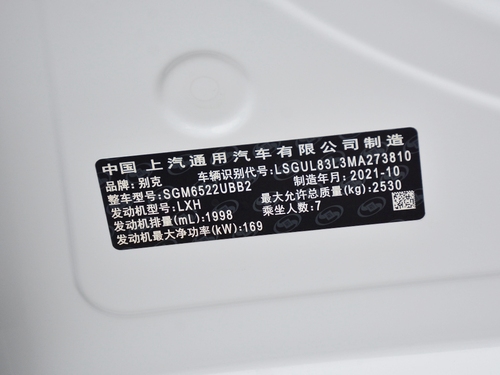 中国 上汽通用汽车有限公司制造
品牌:别克 车辆识别代号:LSGUL83L3MA273810
整车型号:SGM6522UBB2 制造年月:2021-10
发动机型号:LXH 最大允许总质量(kg):2530
发动机排量(mL):1998 乘坐人数:7
发动机最大净功率(kW):169